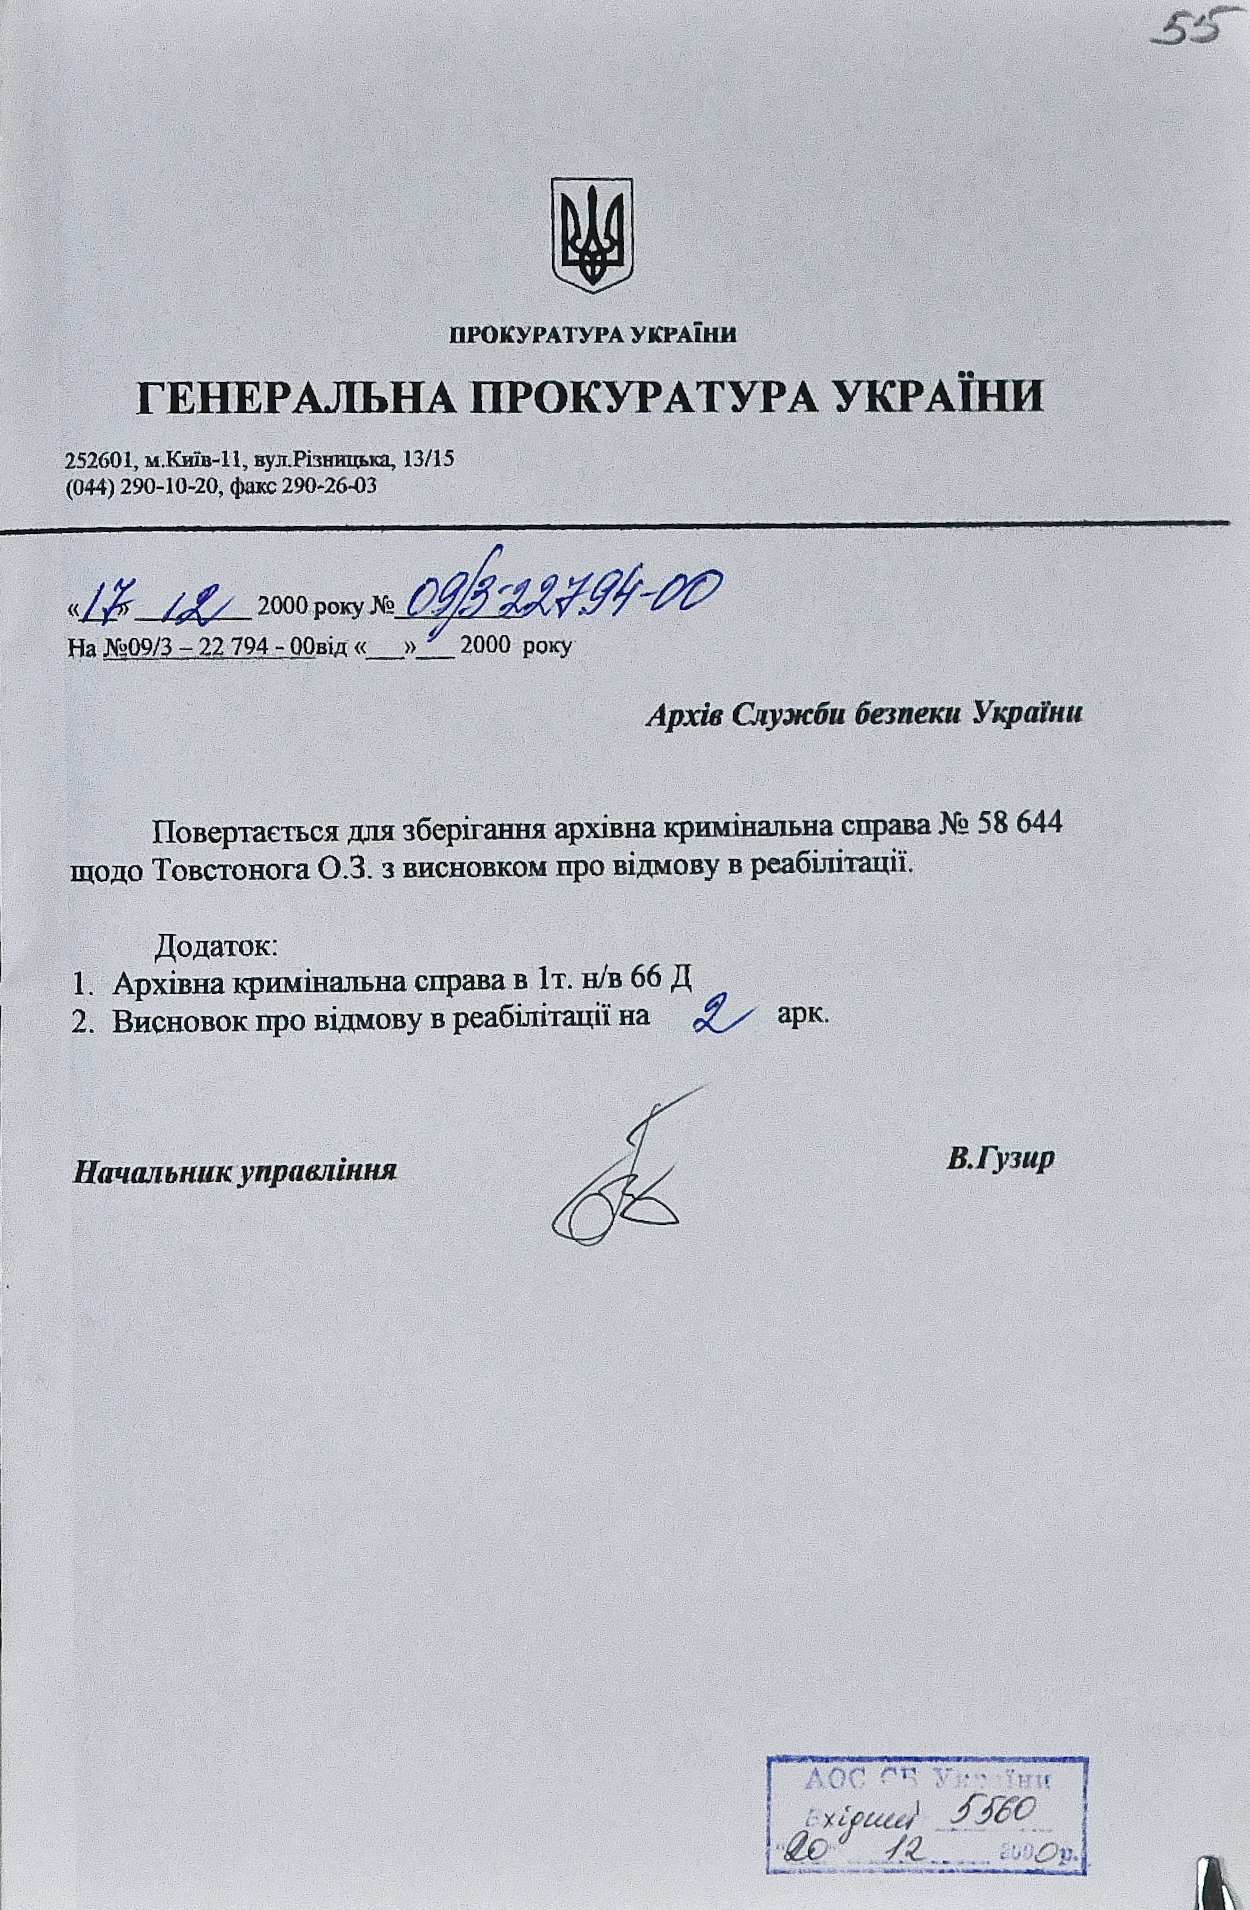 55
ПРОКУРАТУРА УКРАЇНИ
ГЕНЕРАЛЬНА ПРОКУРАТУРА УКРАЇНИ
252601, м.Київ-11, вул.Різницька, 13/15
(044) 290-10-20, факс 290-26-03
«17» 12 2000 року № 09/3-22794-00
На №09/3 – 22 794 - 00від «___»___ 2000 року
Архів Служби безпеки України
Повертається для зберігання архівна кримінальна справа № 58 644
щодо Товстонога О.З. з висновком про відмову в реабілітації.
Додаток:
1. Архівна кримінальна справа в 1т. н/в 66 Д
2. Висновок про відмову в реабілітації на 2 арк.
Начальник управління В.Гузир
АОС СБ України
Вхідний 5560
"20" 12 2000р.